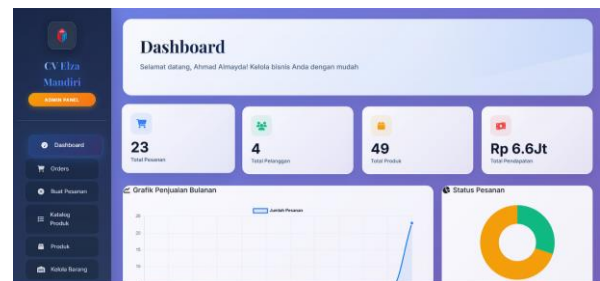 CV Elza
Mandiri
ADMIN PANEL
Dashboard
Orders
Buat Pesanan
Katalog
Produk
Produk
Kelola Barang
Dashboard
Selamat datang, Ahmad Almayda! Kelola bisnis Anda dengan mudah
23
Total Pesanan
4
Total Pelanggan
49
Total Produk
Rp 6.6Jt
Total Pendapatan
Grafik Penjualan Bulanan
Jumlah Pesanan
25
20
15
10
Status Pesanan